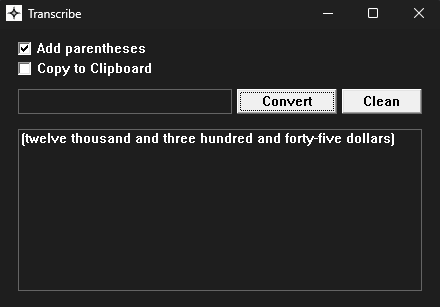 Transcribe
Add parentheses
Copy to Clipboard
Convert Clean
(twelve thousand and three hundred and forty-five dollars)